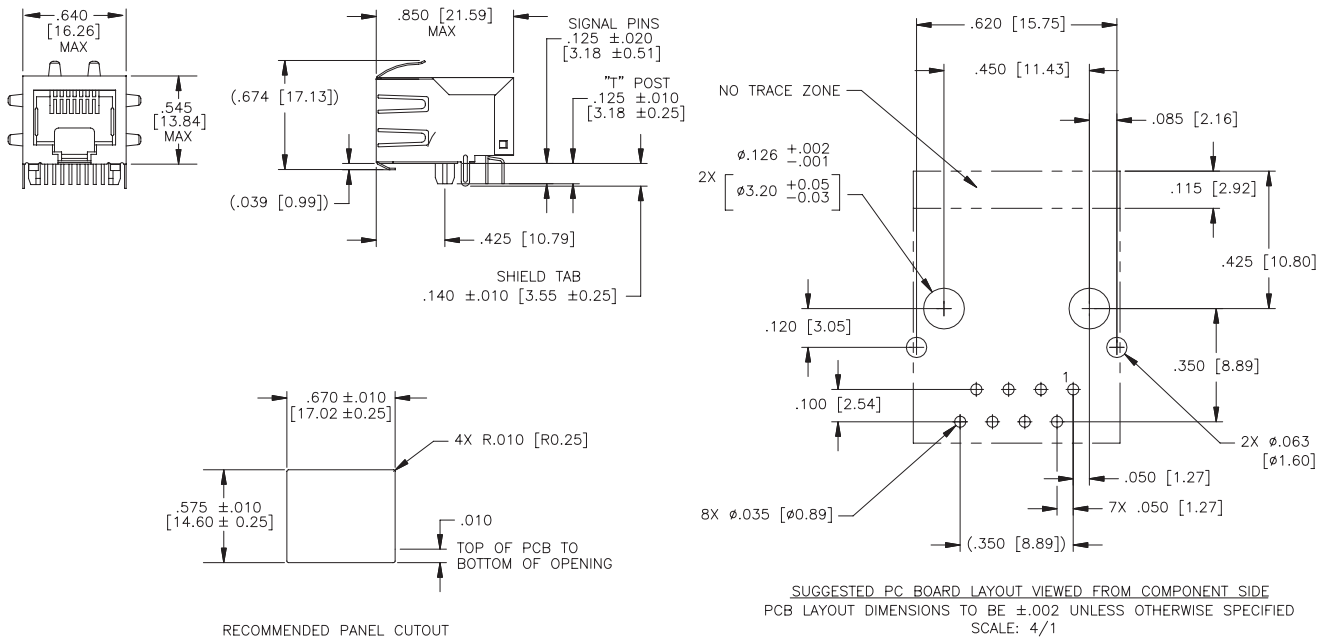 .640
[16.26]
MAX
.545
[13.84]
MAX
.850 [21.59]
MAX
(.674 [17.13])
(.039 [0.99])
SIGNAL PINS
.125 ±.020
[3.18 ±0.51]
"T" POST
.125 ±.010
[3.18 ±0.25]
.425 [10.79]
SHIELD TAB
.140 ±.010 [3.55 ±0.25]
.670 ±.010
[17.02 ±0.25]
4X R.010 [R0.25]
.575 ±.010
[14.60 ± 0.25]
.010
TOP OF PCB TO
BOTTOM OF OPENING
RECOMMENDED PANEL CUTOUT
.620 [15.75]
.450 [11.43]
NO TRACE ZONE
.085 [2.16]
ø.126 +.002 -.001
2X [ø3.20 +0.05 -0.03]
.115 [2.92]
.425 [10.80]
.120 [3.05]
.350 [8.89]
1
.100 [2.54]
2X ø.063
[ø1.60]
.050 [1.27]
8X ø.035 [ø0.89]
7X .050 [1.27]
(.350 [8.89])
SUGGESTED PC BOARD LAYOUT VIEWED FROM COMPONENT SIDE
PCB LAYOUT DIMENSIONS TO BE ±.002 UNLESS OTHERWISE SPECIFIED
SCALE: 4/1